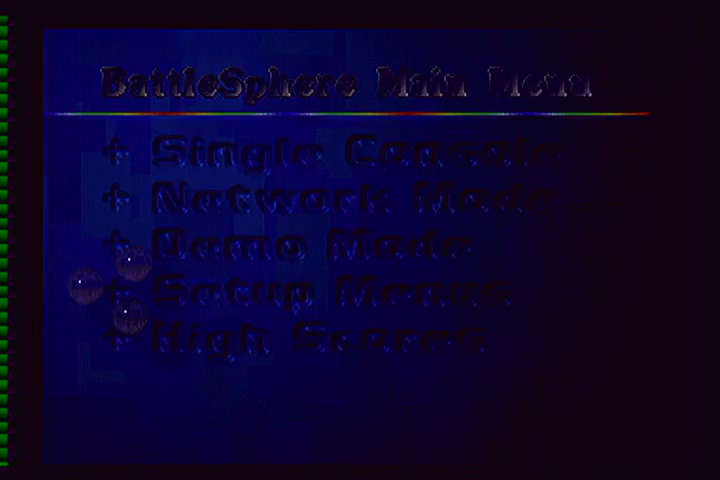 BattleSphere Main Menu
+ Single Console
+ Network Mode
+ Demo Mode
+ Setup Menus
+ High Scores